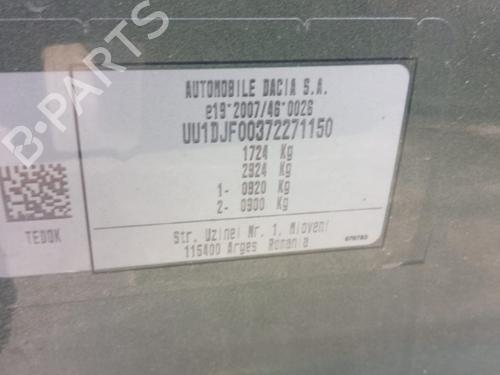 B-PARTS
AUTOMOBILE DACIA S.A.
e19*2007/46*0026
UU1DJF00372271150
1724 Kg
2924 Kg
1- 0920 Kg
2- 0900 Kg
TEDOK
Str. Uzinei Nr. 1, Mioveni
115400 Arges Romania